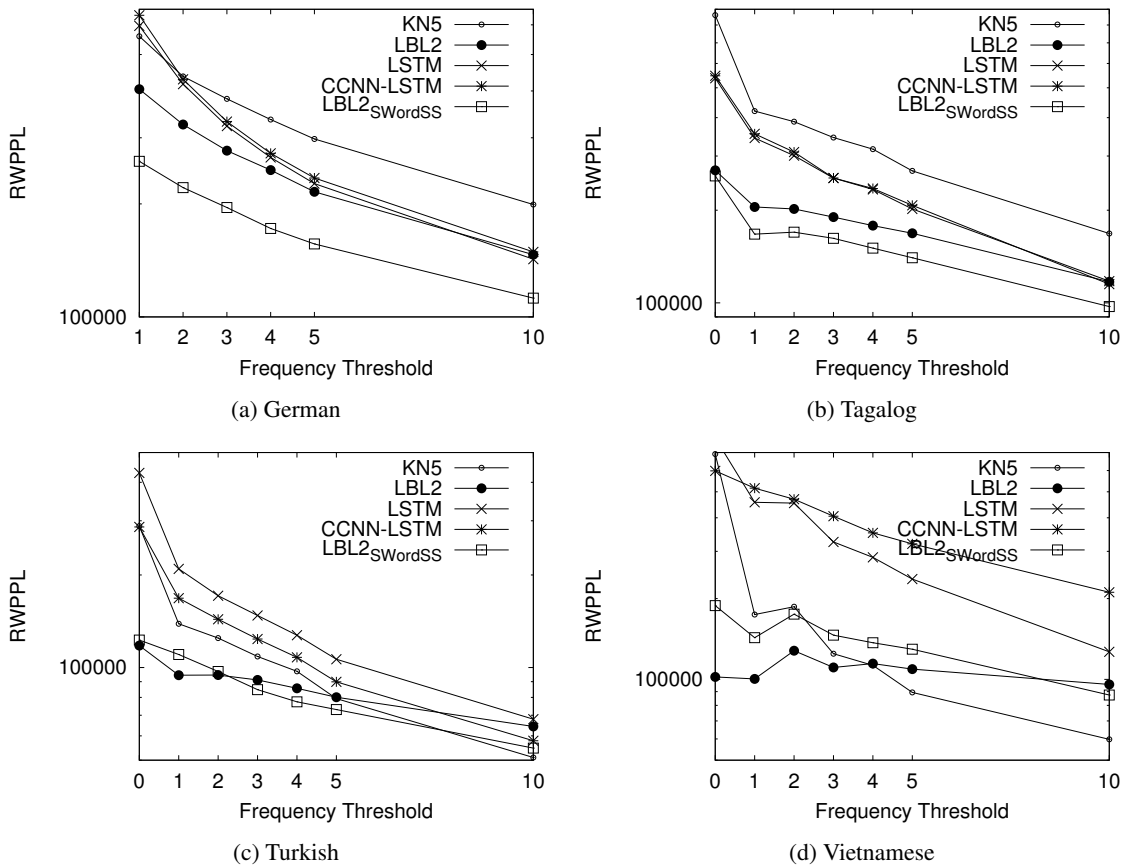 KN5
LBL2
LSTM
CCNN-LSTM
LBL2SWordSS
RWPPL
100000
1 2 3 4 5 10
Frequency Threshold
(a) German
KN5
LBL2
LSTM
CCNN-LSTM
LBL2SWordSS
RWPPL
100000
0 1 2 3 4 5 10
Frequency Threshold
(b) Tagalog
KN5
LBL2
LSTM
CCNN-LSTM
LBL2SWordSS
RWPPL
100000
0 1 2 3 4 5 10
Frequency Threshold
(c) Turkish
KN5
LBL2
LSTM
CCNN-LSTM
LBL2SWordSS
RWPPL
100000
0 1 2 3 4 5 10
Frequency Threshold
(d) Vietnamese